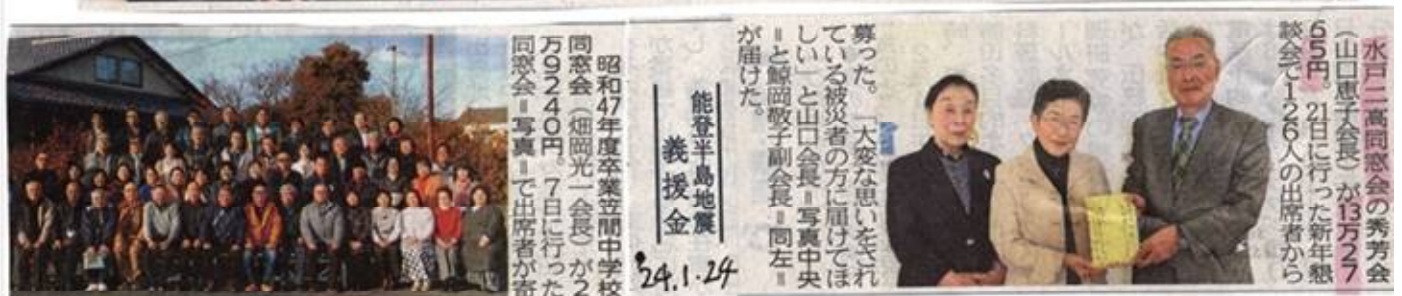 水戸二高同窓会の秀芳会
（山口恵子会長）が13万27
65円。21日に行った新年懇
談会で126人の出席者から
募った。「大変な思いをされ
ている被災者の方に届けてほ
しい」と山口会長＝写真中央
＝と鯨岡敬子副会長＝同左＝
が届けた。
能登半島地震
義援金
'24.1.24
昭和47年度卒業笠間中学校
同窓会（畑岡光一会長）が2
万9240円。7日に行った
同窓会＝写真＝で出席者が寄